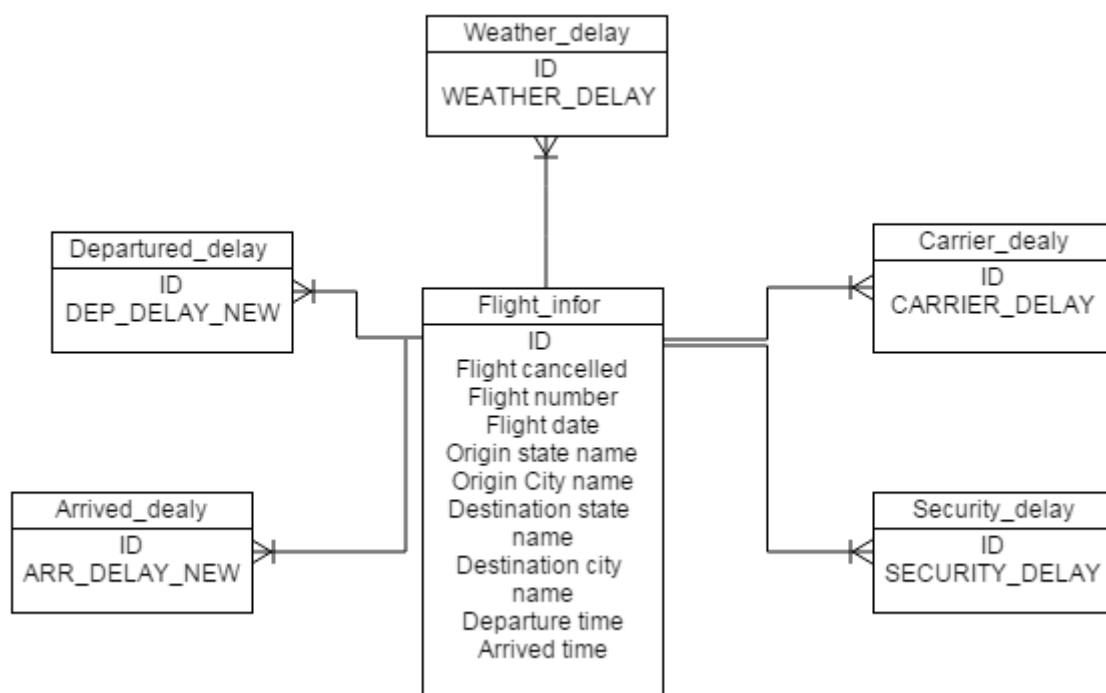 Weather_delay
ID
WEATHER_DELAY
Departured_delay
ID
DEP_DELAY_NEW
Carrier_dealy
ID
CARRIER_DELAY
Flight_infor
ID
Flight cancelled
Flight number
Flight date
Origin state name
Origin City name
Destination state
name
Destination city
name
Departure time
Arrived time
Arrived_dealy
ID
ARR_DELAY_NEW
Security_delay
ID
SECURITY_DELAY